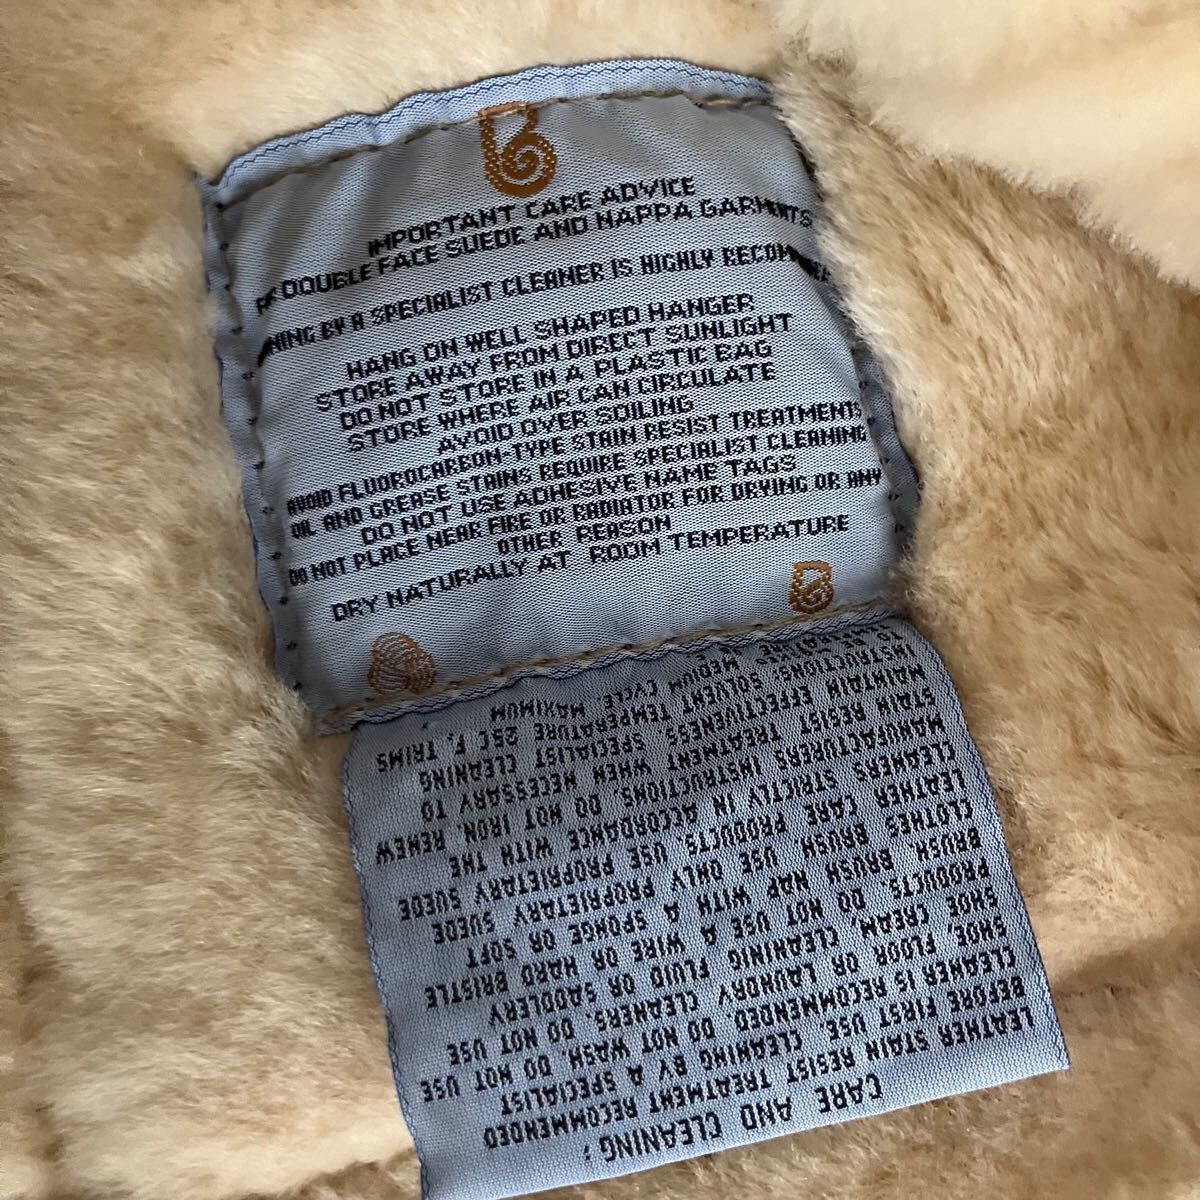 IMPORTANT CARE ADVICE
DOUBLE FACE SUEDE AND NAPPA GARMENTS
BY A SPECIALIST CLEANER IS HIGHLY
HANG ON WELL SHAPED HANGER
STORE AWAY FROM DIRECT SUNLIGHT
DO NOT STORE IN A PLASTIC BAG
STORE WHERE AIR CAN CIRCULATE
AVOID OVER SOILING
AVOID FLUOROCARBON-TYPE STAIN RESIST TREATMENTS
OIL AND GREASE STAINS REQUIRE SPECIALIST CLEANING
DO NOT USE ADHESIVE NAME TAGS
DO NOT PLACE NEAR FIRE OR RADIATOR FOR DRYING OR ANY
OTHER REASON
DRY NATURALLY AT ROOM TEMPERATURE
CARE AND CLEANING:
LEATHER STAIN RESIST TREATMENT RECOMMENDED
BEFORE FIRST USE. CLEANING BY A SPECIALIST
CLEANER IS RECOMMENDED. DO NOT WASH. DO NOT USE
SHOE, FLOOR OR LAUNDRY CLEANERS. DO NOT USE
PRODUCTS, CREAM, CLEANING FLUID OR SADDLERY
BRUSH. DO NOT USE A WIRE OR HARD BRISTLE
CLOTHES BRUSH. BRUSH NAP WITH A SPONGE OR SOFT
LEATHER CARE PRODUCTS. USE ONLY PROPRIETARY SUEDE
CLEANERS STRICTLY IN ACCORDANCE WITH THE
MANUFACTURERS INSTRUCTIONS. DO NOT IRON. RENEW
STAIN RESIST TREATMENT WHEN NECESSARY TO
MAINTAIN EFFECTIVENESS. SPECIALIST CLEANING
INSTRUCTIONS: SOLVENT TEMPERATURE 25C F, TRIMS
MEDIUM CYCLE. MAXIMUM